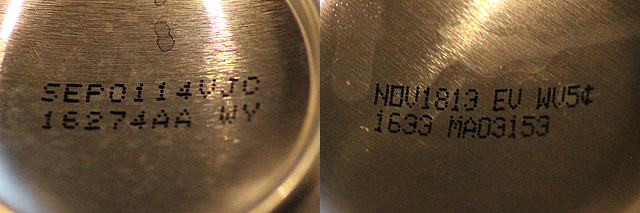 SEP0114VJC
16274AA WY
NOV1813 EV WV5¢
1633 MA03153